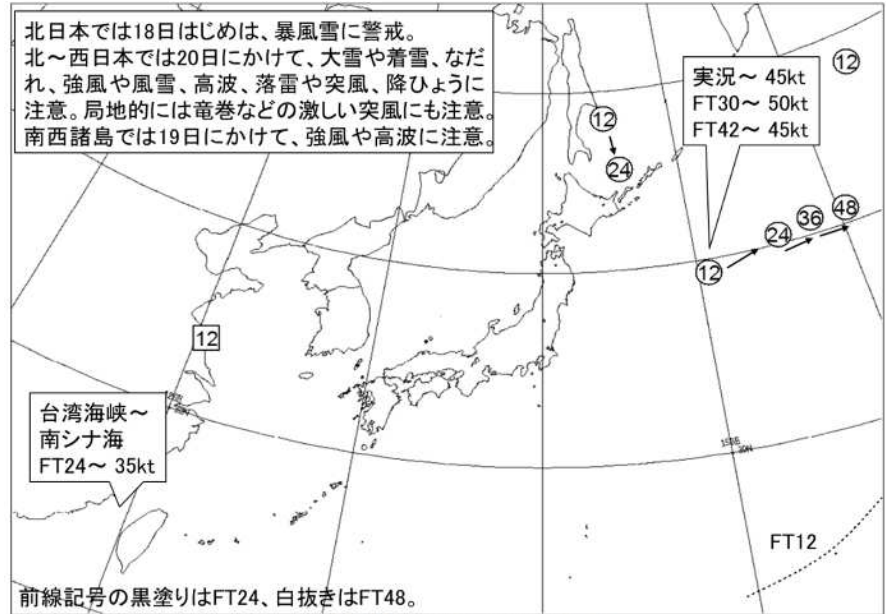 北日本では18日はじめは、暴風雪に警戒。
北～西日本では20日にかけて、大雪や着雪、なだ
れ、強風や風雪、高波、落雷や突風、降ひょうに
注意。局地的には竜巻などの激しい突風にも注意。
南西諸島では19日にかけて、強風や高波に注意。
実況～ 45kt
FT30～ 50kt
FT42～ 45kt
12
12
24
12
24
36
48
12
台湾海峡～
南シナ海
FT24～ 35kt
150E
30N
FT12
前線記号の黒塗りはFT24、白抜きはFT48。